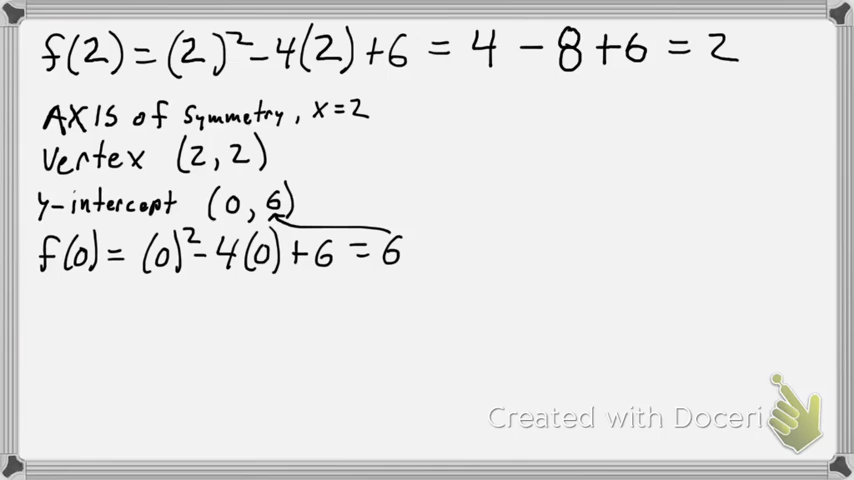 f(2) = (2)² - 4(2) + 6 = 4 - 8 + 6 = 2
AXIS of Symmetry, x = 2
Vertex (2, 2)
y-intercept (0, 6)
f(0) = (0)² - 4(0) + 6 = 6
Created with Doceri